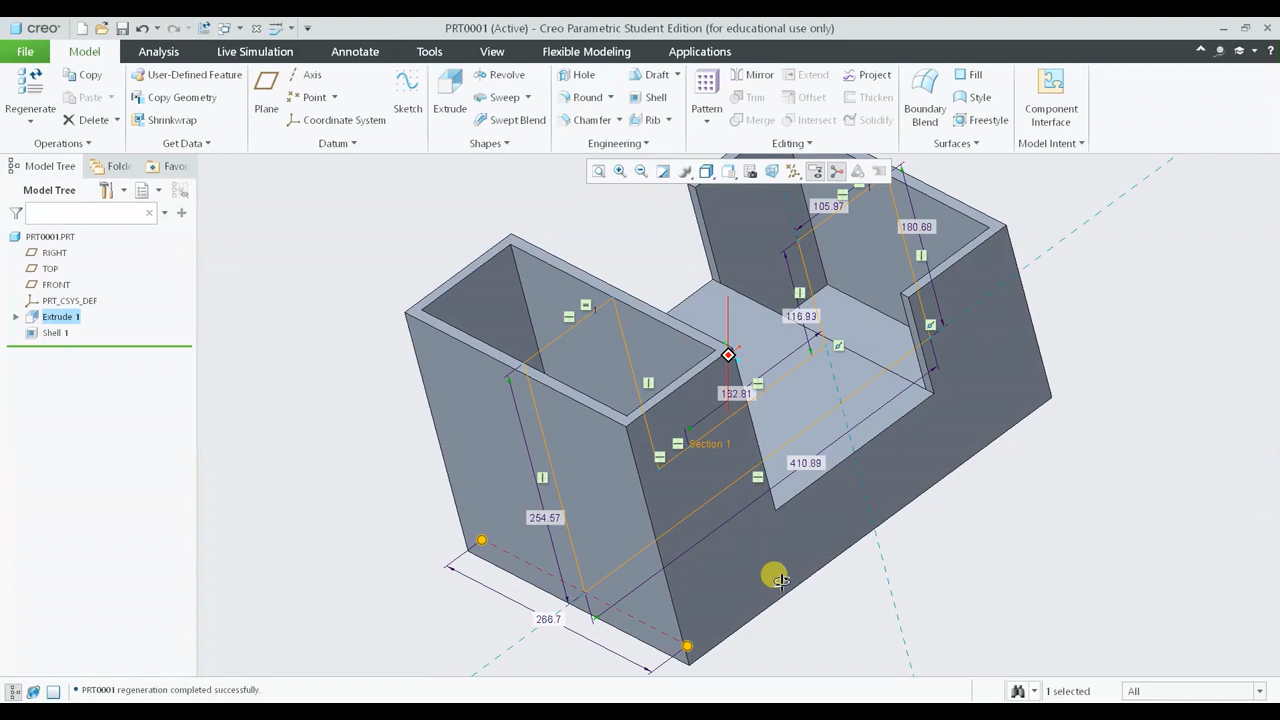 creo PRT0001 (Active) - Creo Parametric Student Edition (for educational use only)
File Model Analysis Live Simulation Annotate Tools View Flexible Modeling Applications
Regenerate
Copy
Paste
Delete
Operations
User-Defined Feature
Copy Geometry
Shrinkwrap
Get Data
Plane
Axis
Point
Coordinate System
Sketch
Datum
Extrude
Revolve
Sweep
Swept Blend
Shapes
Hole
Draft
Round
Shell
Chamfer
Rib
Engineering
Pattern
Mirror
Extend
Project
Trim
Offset
Thicken
Merge
Intersect
Solidify
Editing
Boundary
Blend
Fill
Style
Freestyle
Surfaces
Component
Interface
Model Intent
Model Tree Folde Favor
Model Tree
PRT0001.PRT
RIGHT
TOP
FRONT
PRT_CSYS_DEF
Extrude 1
Shell 1
105.97
180.68
1
116.93
162.81
Section 1
410.89
254.57
266.7
PRT0001 regeneration completed successfully.
1 selected
All